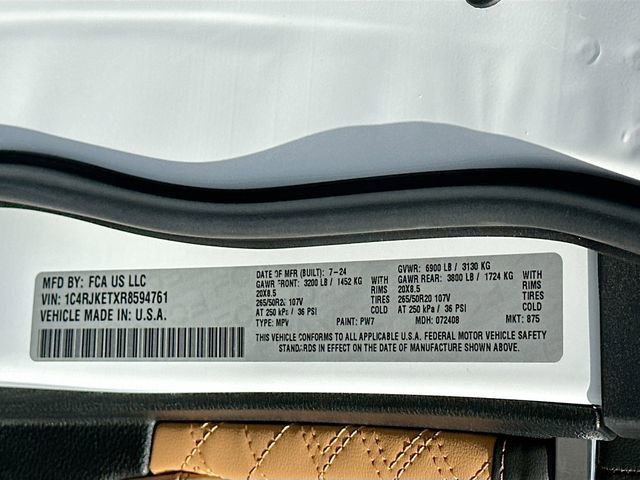 MFD BY: FCA US LLC
VIN: 1C4RJKETXR8594761
VEHICLE MADE IN: U.S.A.
DATE OF MFR (BUILT): 7-24
GAWR FRONT: 3200 LB / 1452 KG WITH
20X8.5 RIMS
265/50R20 107V AT
AT 250 kPa / 36 PSI COLD
TYPE: MPV PAINT: PW7
GVWR: 6900 LB / 3130 KG
GAWR REAR: 3800 LB / 1724 KG WITH
20X8.5 RIMS
265/50R20 107V AT
AT 250 kPa / 36 PSI COLD
MDH: 072408 MKT: 875
THIS VEHICLE CONFORMS TO ALL APPLICABLE U.S.A. FEDERAL MOTOR VEHICLE SAFETY
STANDARDS IN EFFECT ON THE DATE OF MANUFACTURE SHOWN ABOVE.